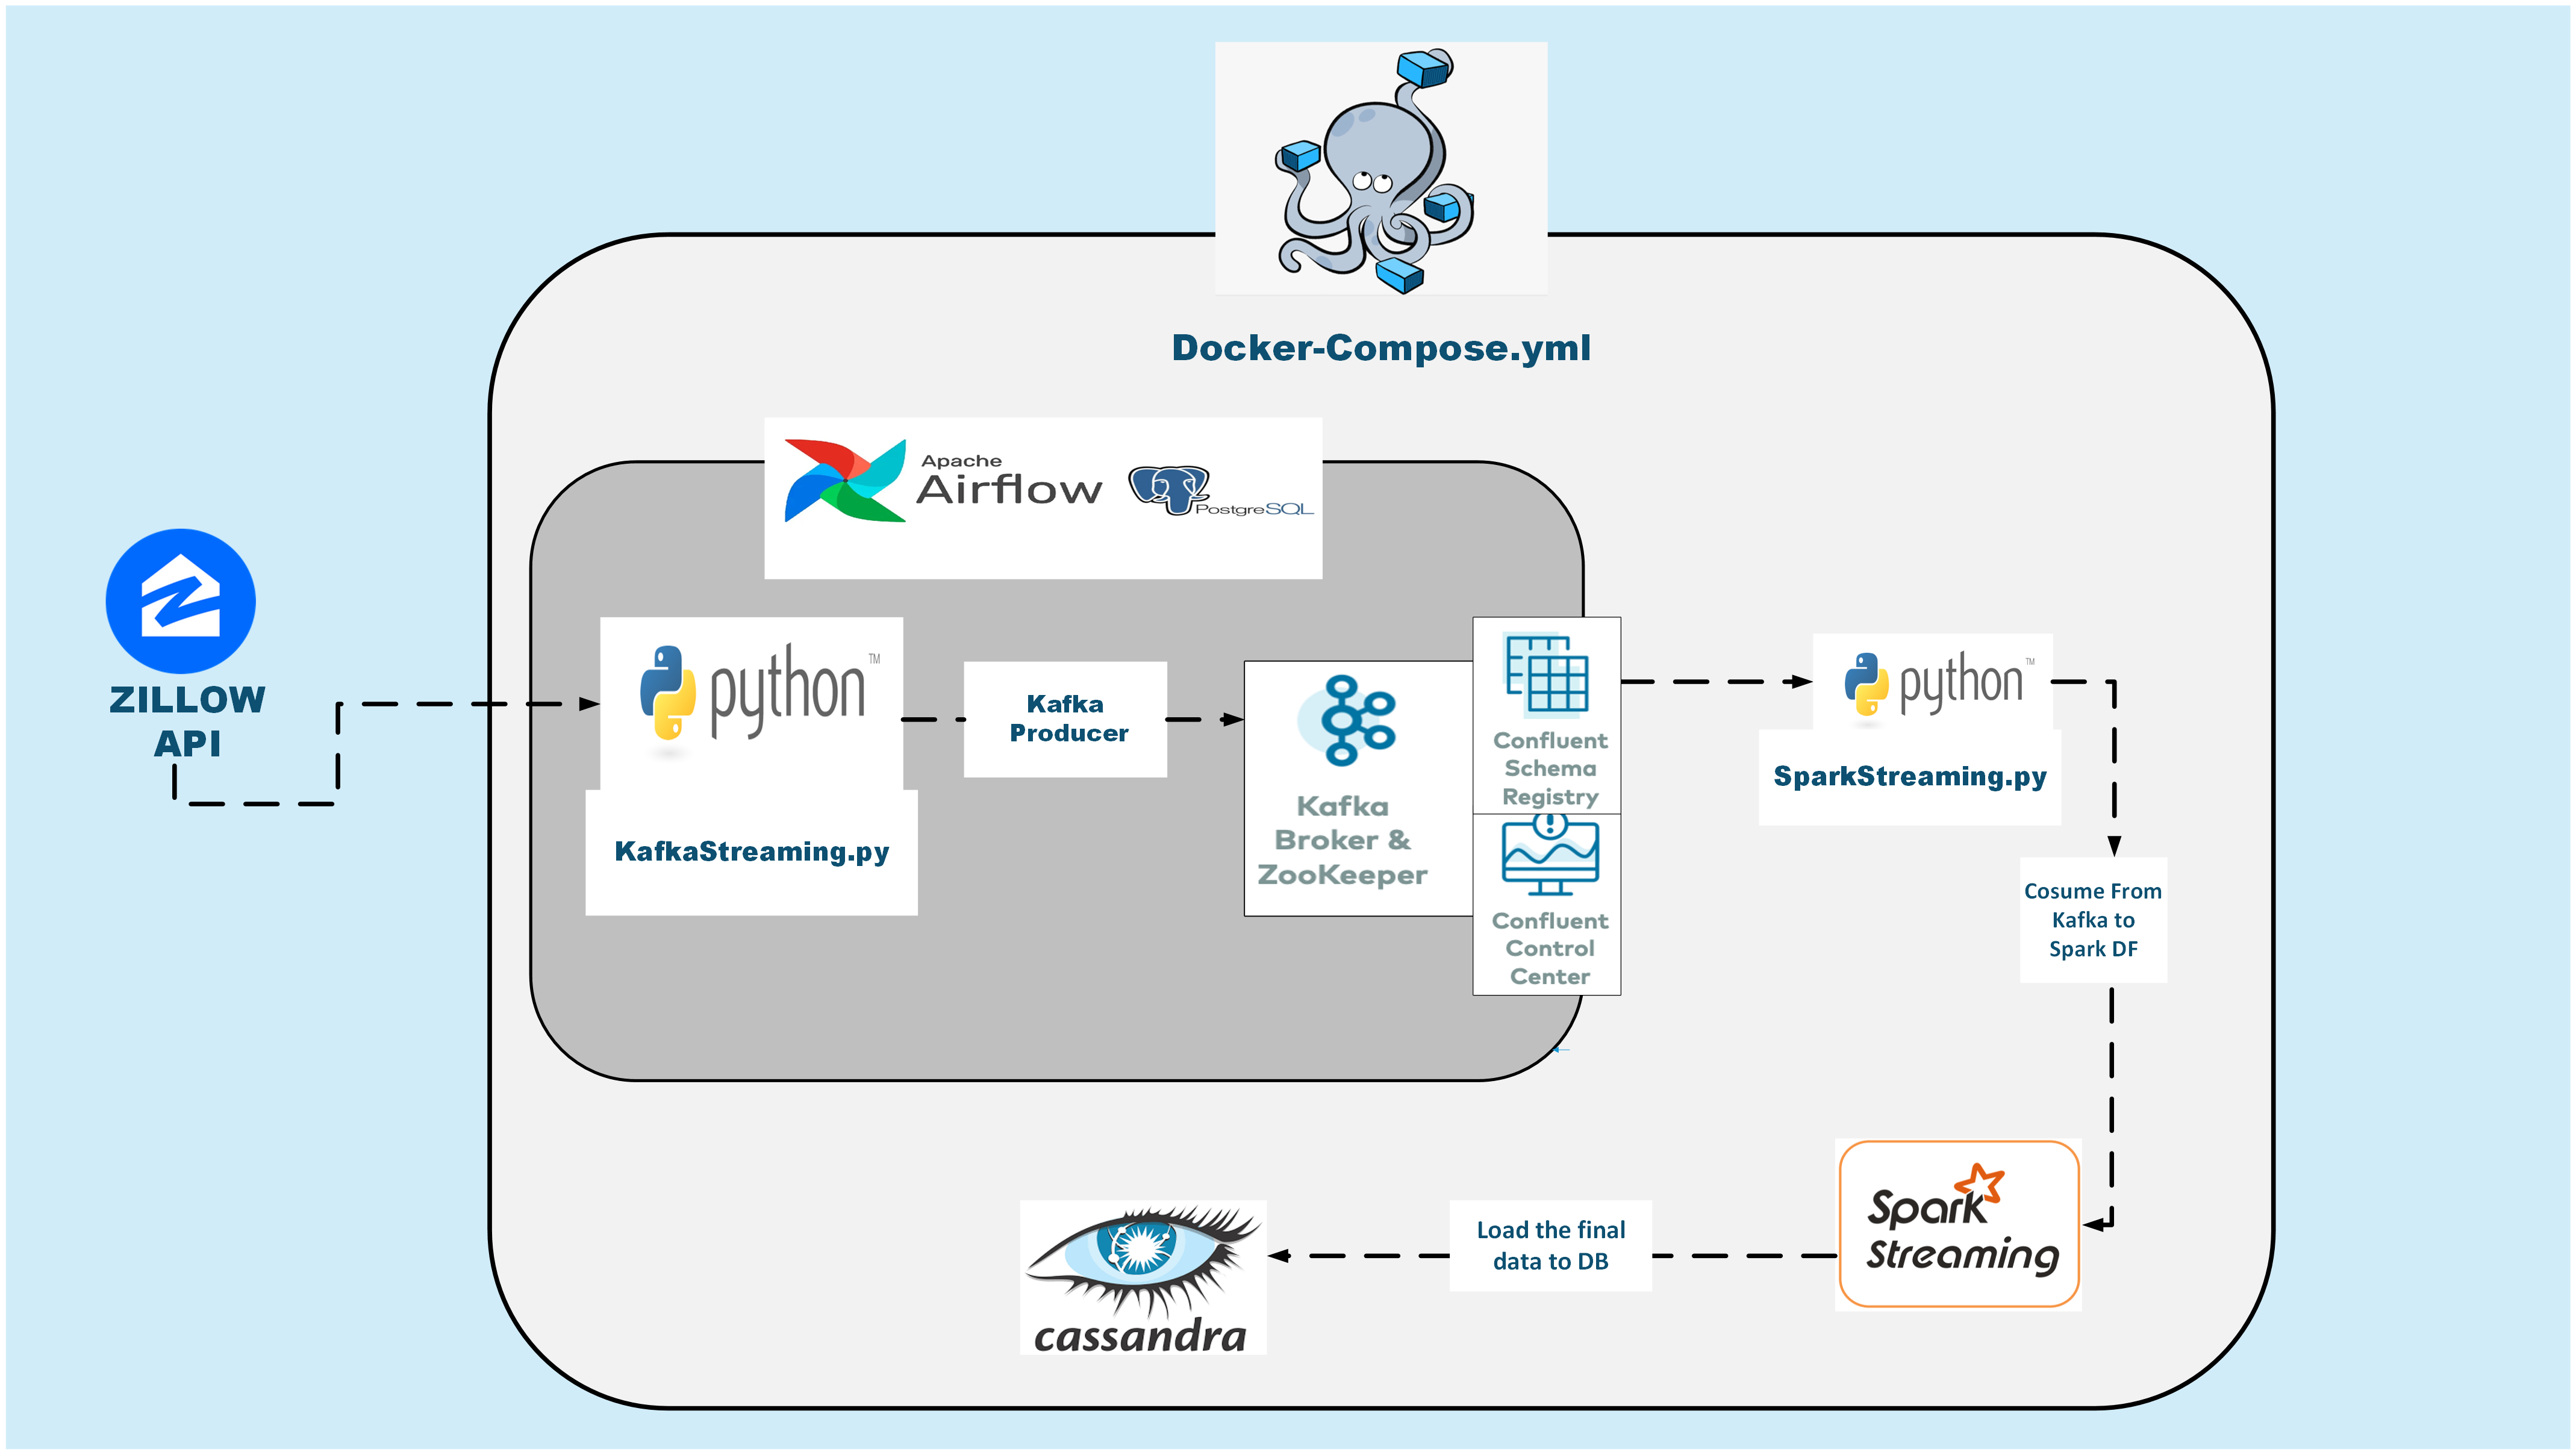 Docker-Compose.yml
Apache
Airflow
PostgreSQL
ZILLOW
API
python™
KafkaStreaming.py
Kafka
Producer
Kafka
Broker &
ZooKeeper
Confluent
Schema
Registry
Confluent
Control
Center
python™
SparkStreaming.py
Cosume From
Kafka to
Spark DF
Spark
Streaming
Load the final
data to DB
cassandra